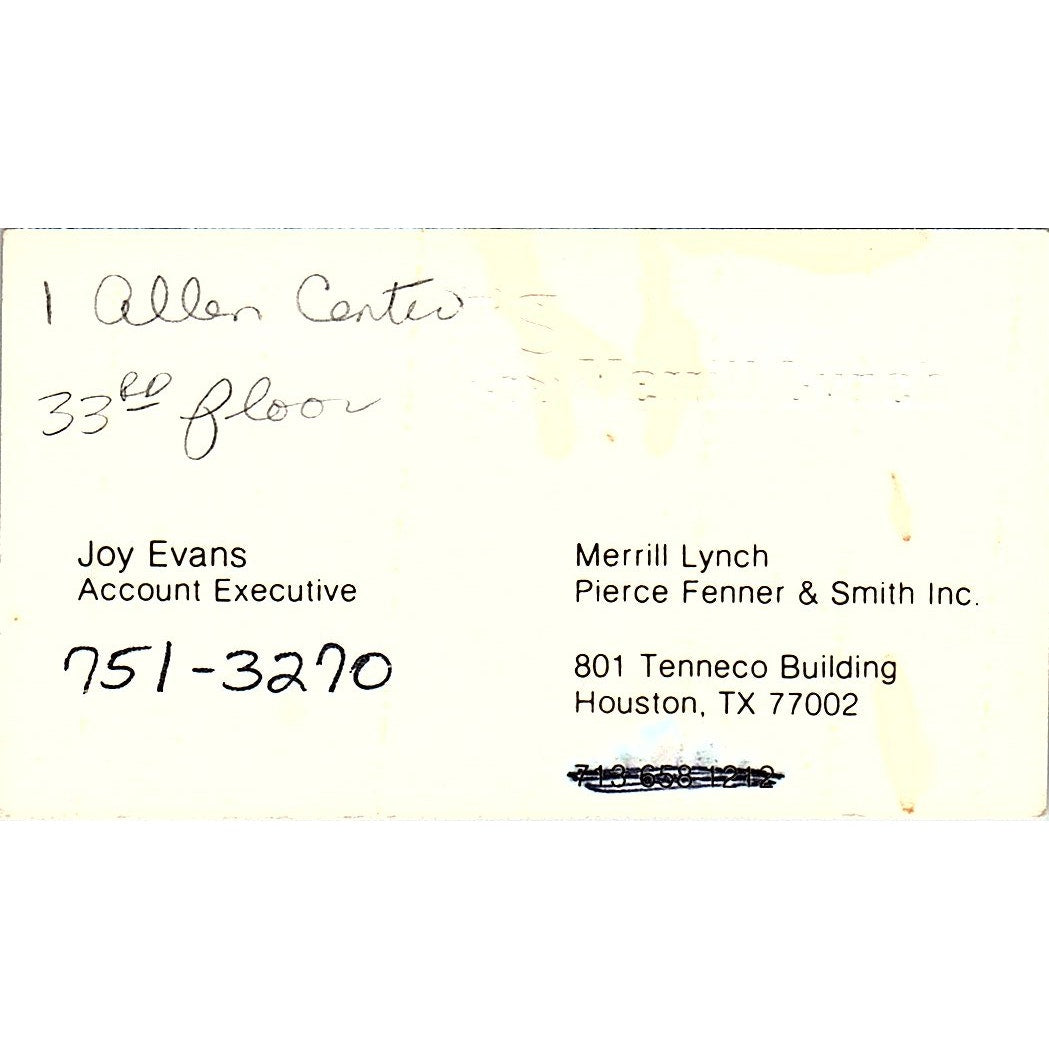 1 Allen Center
33RD floor
Joy Evans
Account Executive
751-3270
Merrill Lynch
Pierce Fenner & Smith Inc.
801 Tenneco Building
Houston, TX 77002
713 658 1212